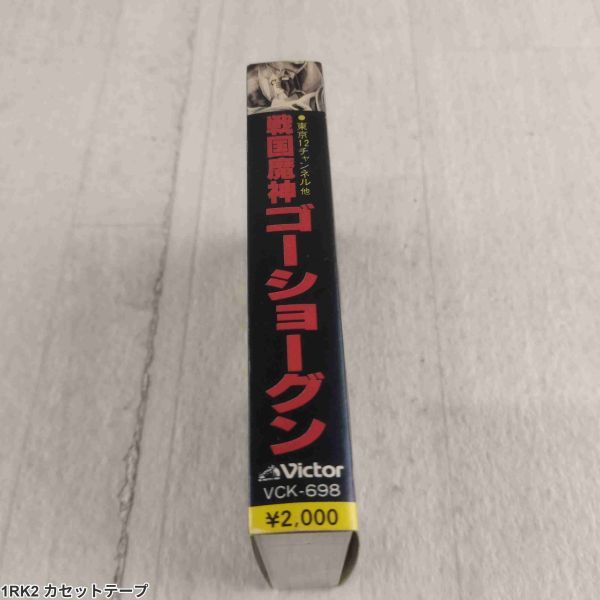 ●東京12チャンネル他
戦国魔神ゴーショーグン
Victor
VCK-698
¥2,000
1RK2 カセットテープ